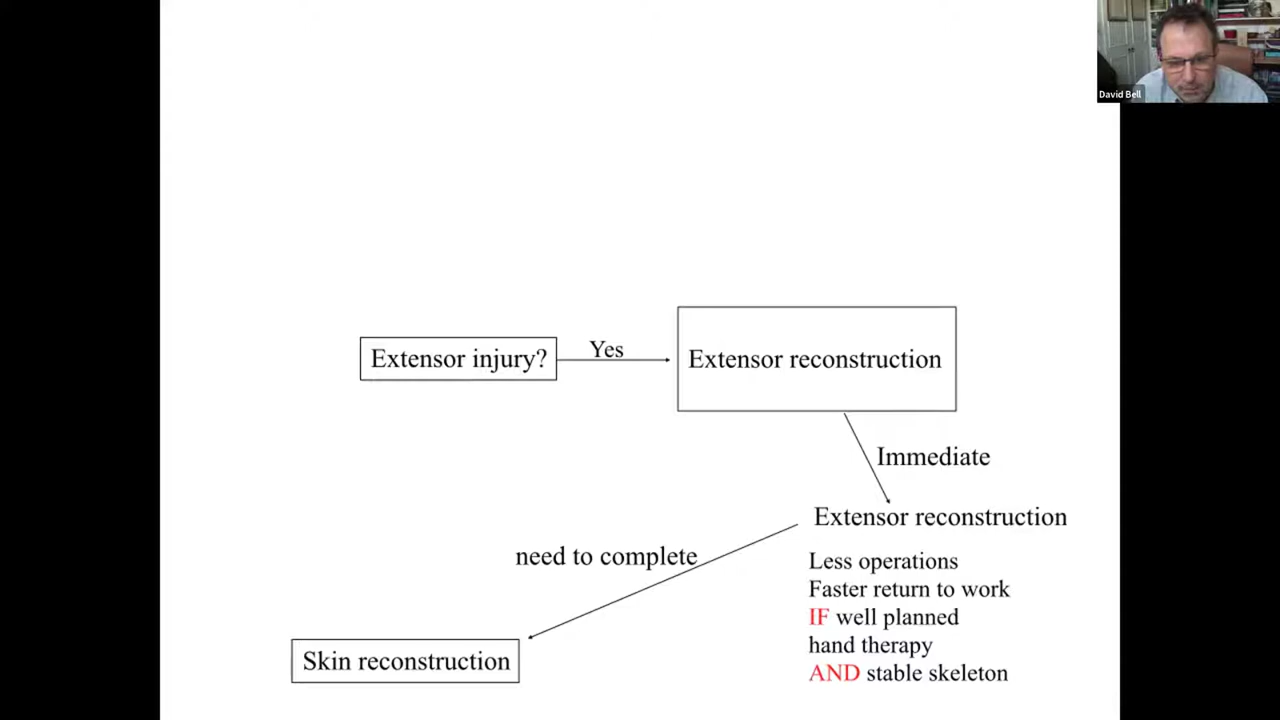 David Bell
Extensor injury?
Yes
Extensor reconstruction
Immediate
Extensor reconstruction
need to complete
Less operations
Faster return to work
IF well planned
hand therapy
AND stable skeleton
Skin reconstruction